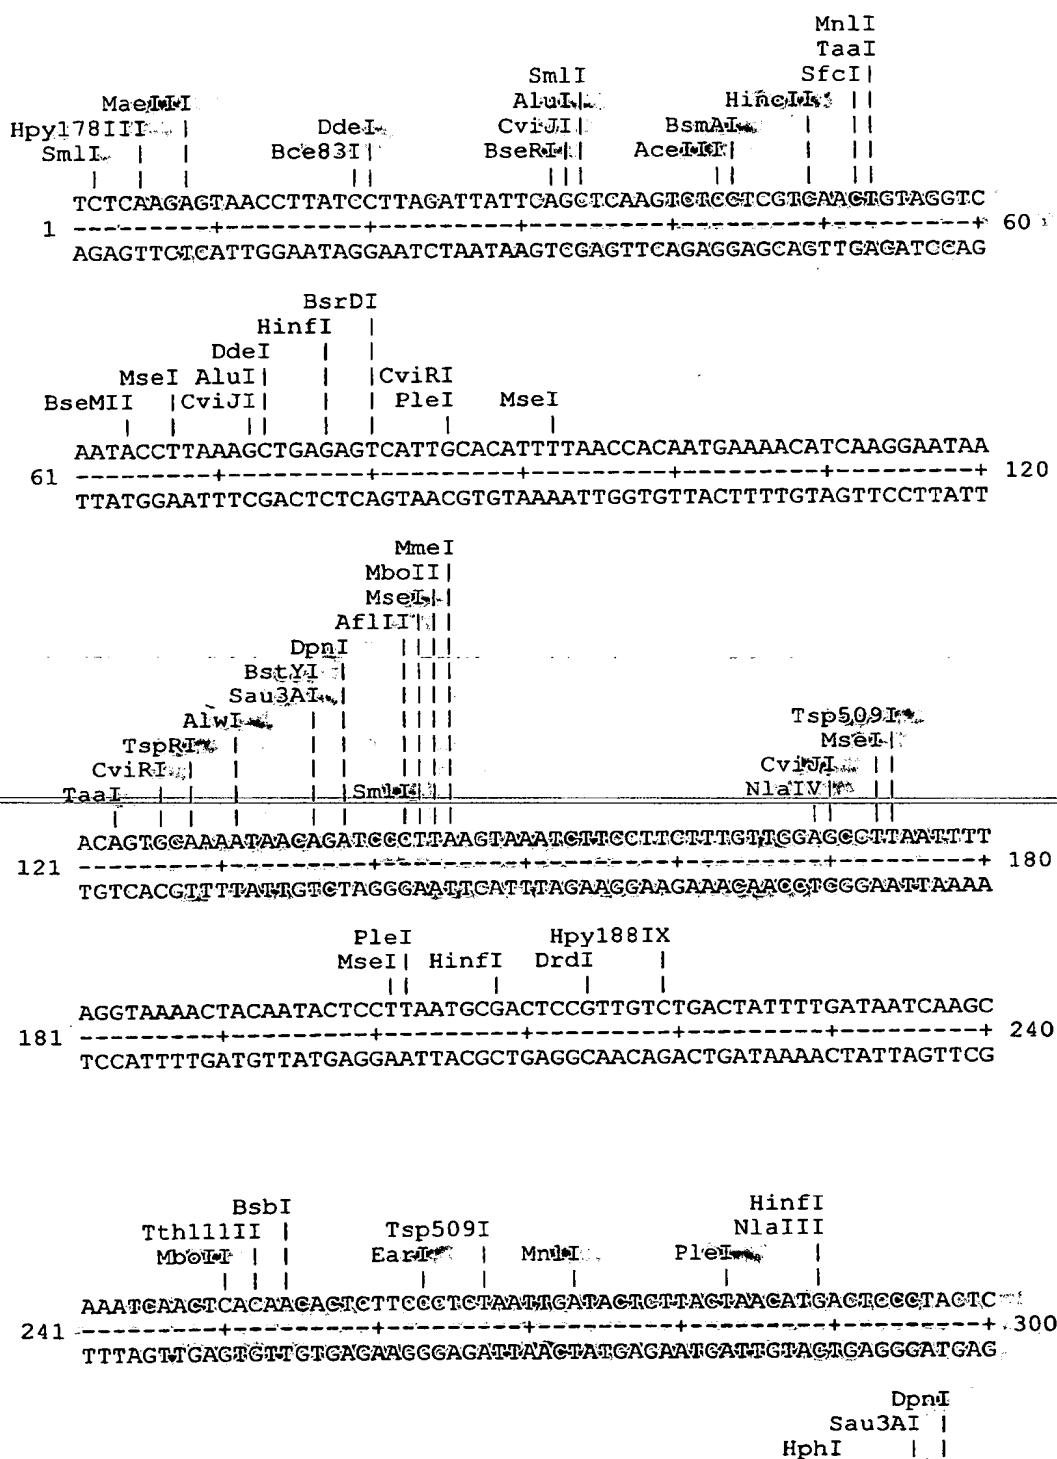 MnlI
TaaI
SmlI SfcI|
MaeIII AluI| HincII | |
Hpy178III | DdeI CviJI| BsmAI | ||
SmlI | | Bce83I| BseRI|| AceIII| | ||
| | | || ||| || | ||
TCTCAAGAGTAACCTTATCCTTAGATTATTCAGCTCAAGTCTCCTCGTCAACTGTAGGTC
1 ---------+---------+---------+---------+---------+---------+ 60
AGAGTTCTCATTGGAATAGGAATCTAATAAGTCGAGTTCAGAGGAGCAGTTGACATCCAG
BsrDI
HinfI |
DdeI | |
MseI AluI| | |CviRI
BseMII |CviJI| | | PleI MseI
| | || | | | |
AATACCTTAAAGCTGAGAGTCATTGCACATTTTAACCACAATGAAAACATCAAGGAATAA
61 ---------+---------+---------+---------+---------+---------+ 120
TTATGGAATTTCGACTCTCAGTAACGTGTAAAATTGGTGTTACTTTTGTAGTTCCTTATT
MmeI
MboII|
MseI||
AflII|||
DpnI ||||
BstYI | ||||
Sau3AI | ||||
AlwI | | |||| Tsp509I
TspRI | | | |||| MseI|
CviRI| | | | |||| CviJI ||
TaaI || | | |SmlI||| NlaIV| ||
| || | | | |||| || ||
ACAGTGCAAAATAACAGATCCCTTAAGTAAATCTTCCTTCTTTGTTGGAGCCTTAATTTT
121 ---------+---------+---------+---------+---------+---------+ 180
TGTCACGTTTTATTGTCTAGGGAATTCATTTAGAAGGAAGAAACAACCTCGGAATTAAAA
PleI Hpy188IX
MseI| HinfI DrdI |
|| | | |
AGGTAAAACTACAATACTCCTTAATGCGACTCCGTTGTCTGACTATTTTGATAATCAAGC
181 ---------+---------+---------+---------+---------+---------+ 240
TCCATTTTGATGTTATGAGGAATTACGCTGAGGCAACAGACTGATAAAACTATTAGTTCG
BsbI HinfI
Tth111II | Tsp509I NlaIII
MboII | | EarI | MnlI PleI |
| | | | | | | |
AAATCAACTCACAACACTCTTCCCTCTAATTGATACTCTTACTAACATGACTCCCTACTC
241 ---------+---------+---------+---------+---------+---------+ 300
TTTAGTTGAGTGTTGTGAGAAGGGAGATTAACTATGAGAATGATTGTACTGAGGGATGAG
DpnI
Sau3AI |
HphI | |